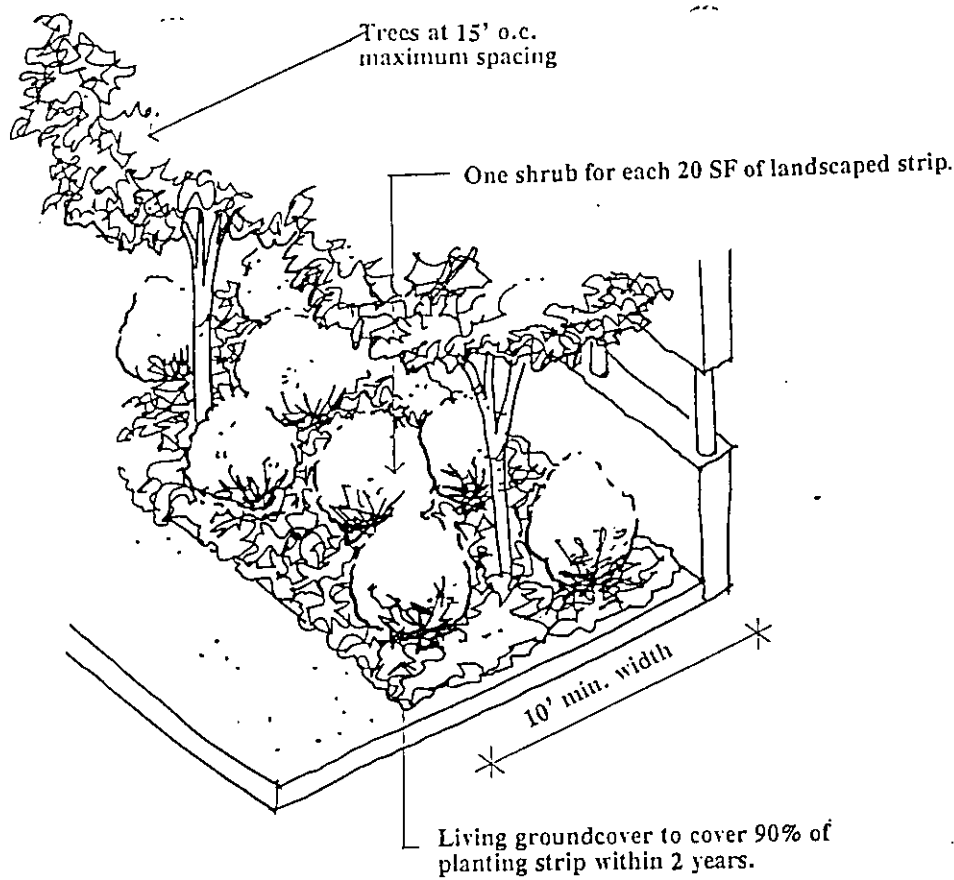 Trees at 15' o.c.
maximum spacing
One shrub for each 20 SF of landscaped strip.
10' min. width
Living groundcover to cover 90% of
planting strip within 2 years.